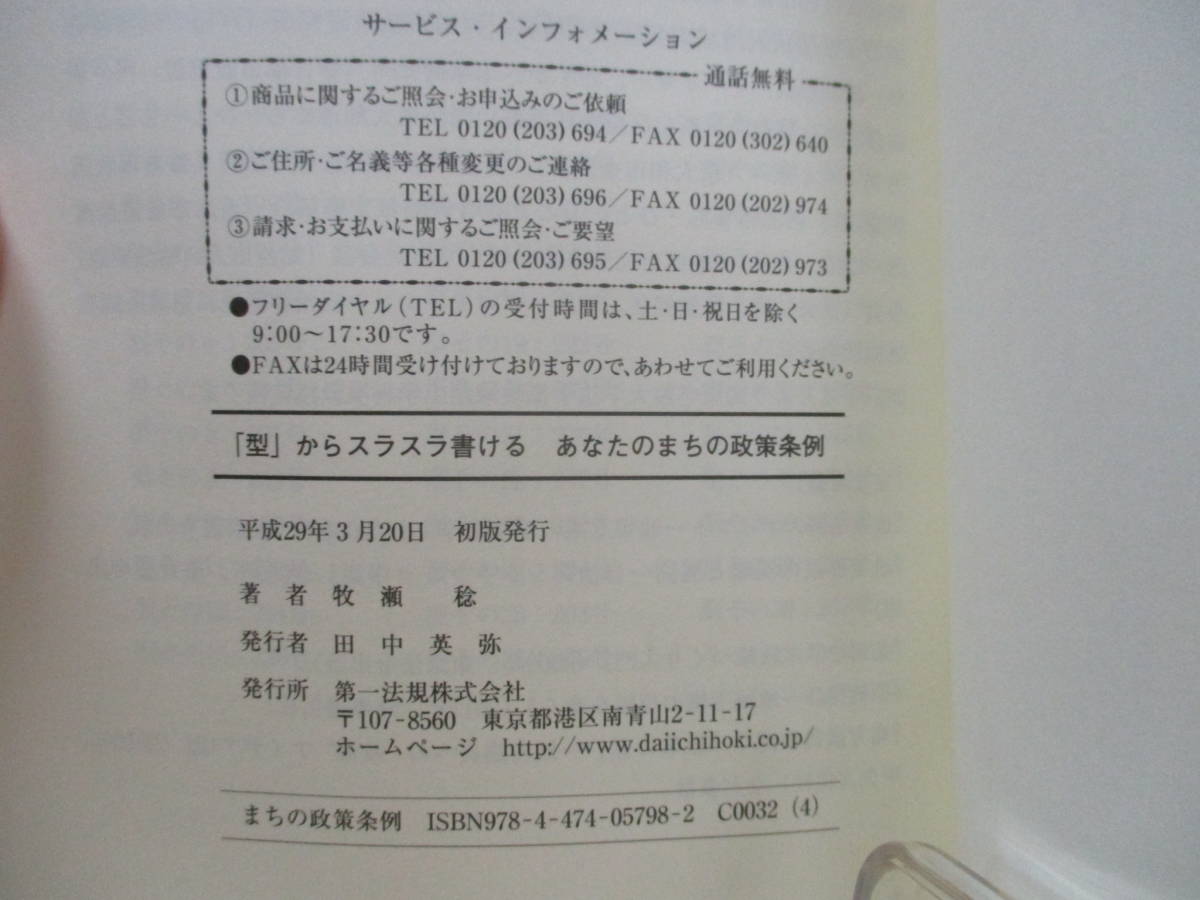 サービス・インフォメーション
通話無料
①商品に関するご照会・お申込みのご依頼
TEL 0120 (203) 694／FAX 0120 (302) 640
②ご住所・ご名義等各種変更のご連絡
TEL 0120 (203) 696／FAX 0120 (202) 974
③請求・お支払いに関するご照会・ご要望
TEL 0120 (203) 695／FAX 0120 (202) 973
●フリーダイヤル（TEL）の受付時間は、土・日・祝日を除く
9:00～17:30です。
●FAXは24時間受け付けておりますので、あわせてご利用ください。
「型」からスラスラ書ける　あなたのまちの政策条例
平成29年３月20日　初版発行
著　者　牧　瀬　　稔
発行者　田　中　英　弥
発行所　第一法規株式会社
〒107-8560　東京都港区南青山2-11-17
ホームページ　http://www.daiichihoki.co.jp/
まちの政策条例　ISBN978-4-474-05798-2　C0032 (4)